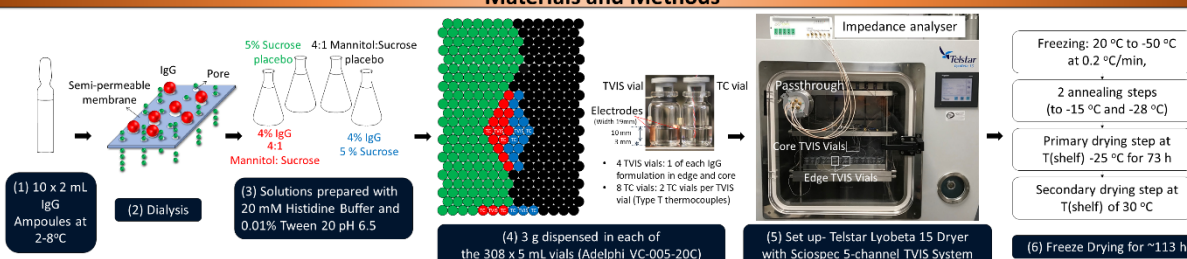 Materials and Methods
IgG
Pore
Semi-permeable
membrane
(1) 10 x 2 mL
IgG
Ampoules at
2-8°C
(2) Dialysis
5% Sucrose
placebo
4:1 Mannitol:Sucrose
placebo
4% IgG
4:1
Mannitol: Sucrose
4% IgG
5 % Sucrose
(3) Solutions prepared with
20 mM Histidine Buffer and
0.01% Tween 20 pH 6.5
TVIS vial
TC vial
Electrodes
(Width 19mm)
10 mm
3 mm
• 4 TVIS vials: 1 of each IgG
formulation in edge and core
• 8 TC vials: 2 TC vials per TVIS
vial (Type T thermocouples)
(4) 3 g dispensed in each of
the 308 x 5 mL vials (Adelphi VC-005-20C)
Impedance analyser
Telstar
Passthrough
Core TVIS Vials
Edge TVIS Vials
(5) Set up- Telstar Lyobeta 15 Dryer
with Sciospec 5-channel TVIS System
Freezing: 20 °C to -50 °C
at 0.2 °C/min,
2 annealing steps
(to -15 °C and -28 °C)
Primary drying step at
T(shelf) -25 °C for 73 h
Secondary drying step at
T(shelf) of 30 °C
(6) Freeze Drying for ~113 h